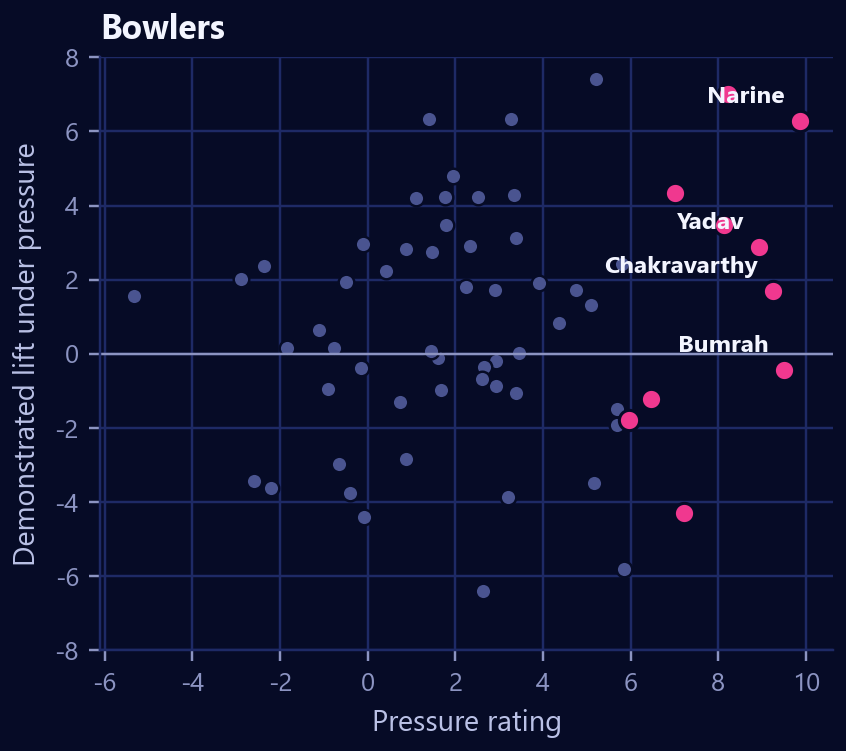 Bowlers
Demonstrated lift under pressure
8
6
4
2
0
-2
-4
-6
-8
Narine
Yadav
Chakravarthy
Bumrah
-6 -4 -2 0 2 4 6 8 10
Pressure rating